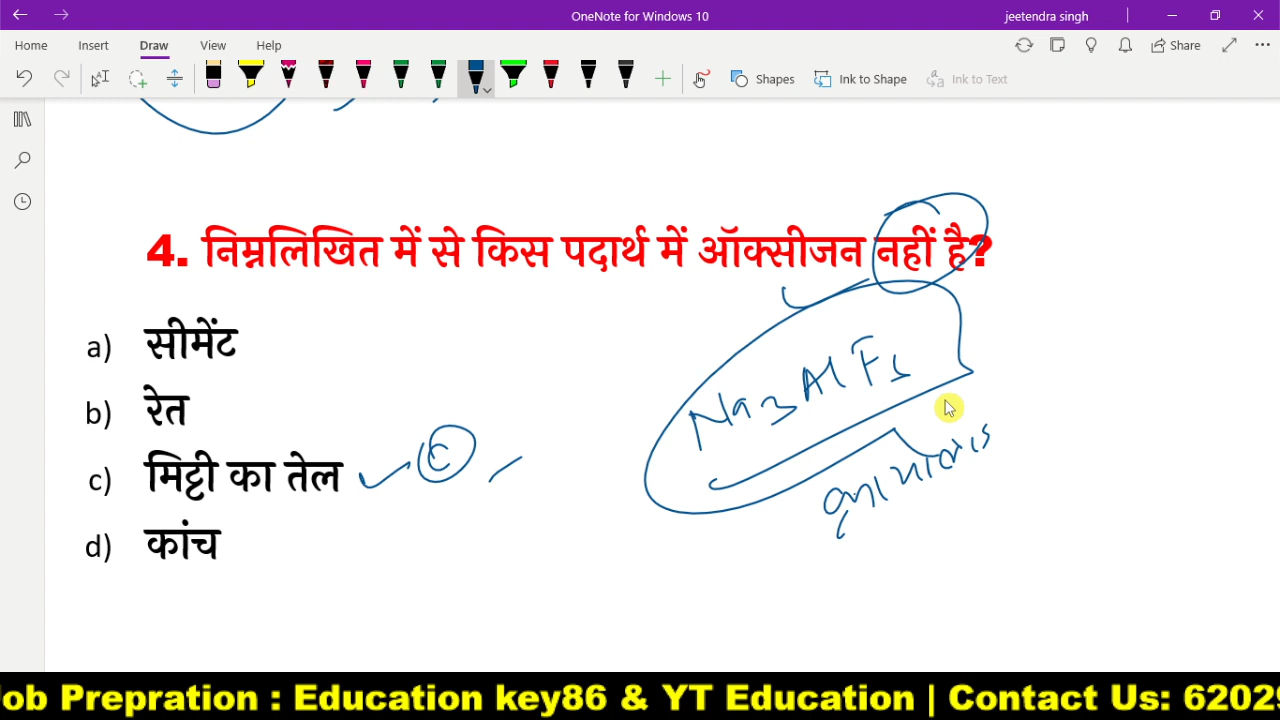 OneNote for Windows 10
jeetendra singh
Home Insert Draw View Help
Share
Shapes Ink to Shape Ink to Text
4. निम्नलिखित में से किस पदार्थ में ऑक्सीजन नहीं है?
a) सीमेंट
b) रेत
c) मिट्टी का तेल
C
d) कांच
Na3AlF6
Job Prepration : Education key86 & YT Education | Contact Us: 6202